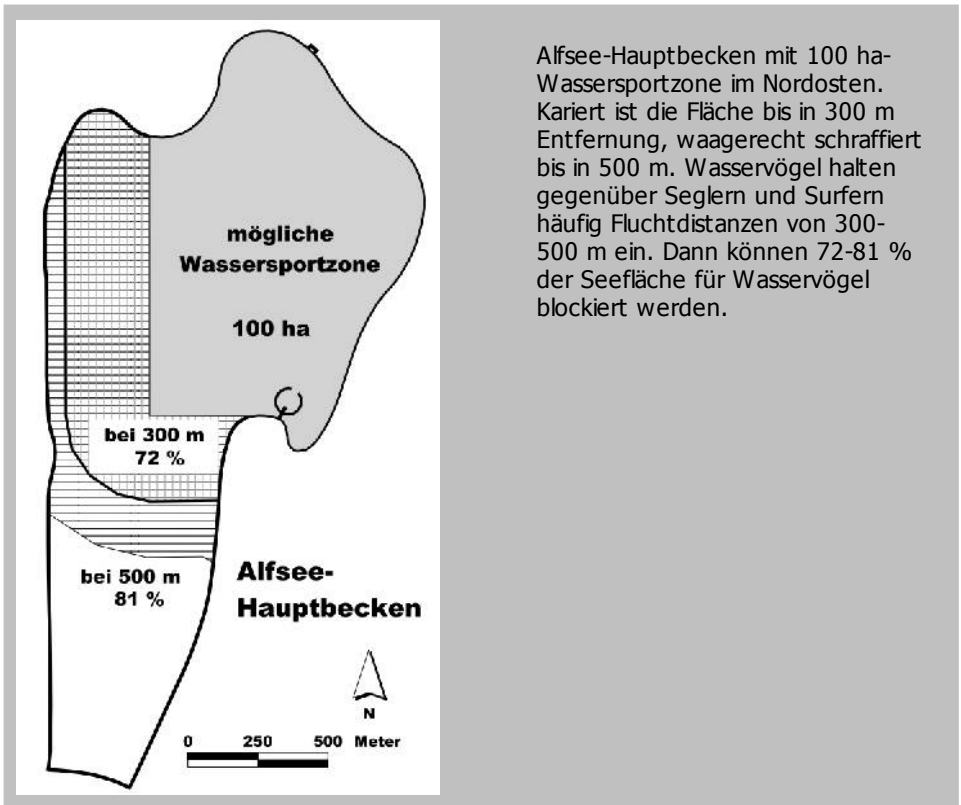 mögliche
Wassersportzone
100 ha
bei 300 m
72 %
bei 500 m
81 %
Alfsee-
Hauptbecken
N
0 250 500 Meter
Alfsee-Hauptbecken mit 100 ha-
Wassersportzone im Nordosten.
Kariert ist die Fläche bis in 300 m
Entfernung, waagerecht schraffiert
bis in 500 m. Wasservögel halten
gegenüber Seglern und Surfern
häufig Fluchtdistanzen von 300-
500 m ein. Dann können 72-81 %
der Seefläche für Wasservögel
blockiert werden.